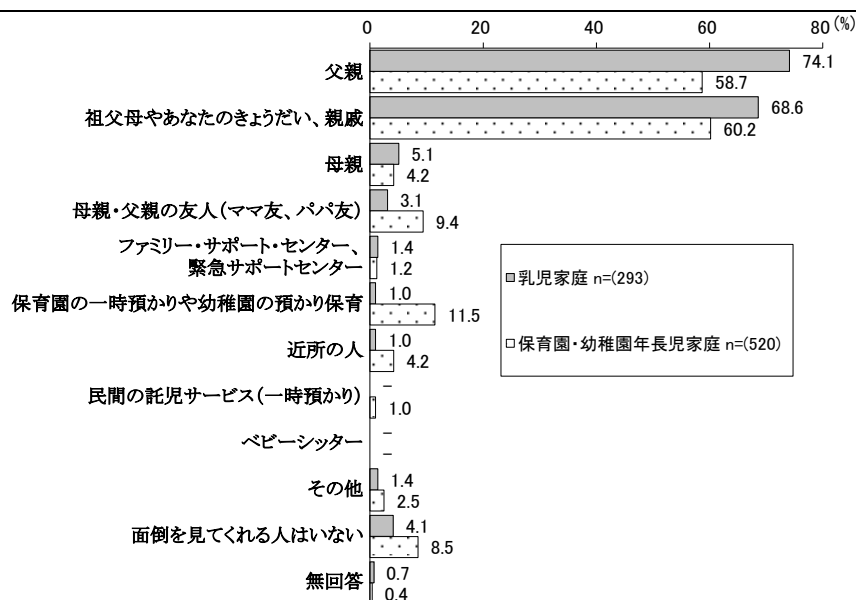 0 20 40 60 80 (%)
父親 74.1
58.7
祖父母やあなたのきょうだい、親戚 68.6
60.2
母親 5.1
4.2
母親・父親の友人(ママ友、パパ友) 3.1
9.4
ファミリー・サポート・センター、 1.4
緊急サポートセンター 1.2
保育園の一時預かりや幼稚園の預かり保育 1.0
11.5
近所の人 1.0
4.2
民間の託児サービス(一時預かり) –
1.0
ベビーシッター –
–
その他 1.4
2.5
面倒を見てくれる人はいない 4.1
8.5
無回答 0.7
0.4
乳児家庭 n=(293)
保育園・幼稚園年長児家庭 n=(520)